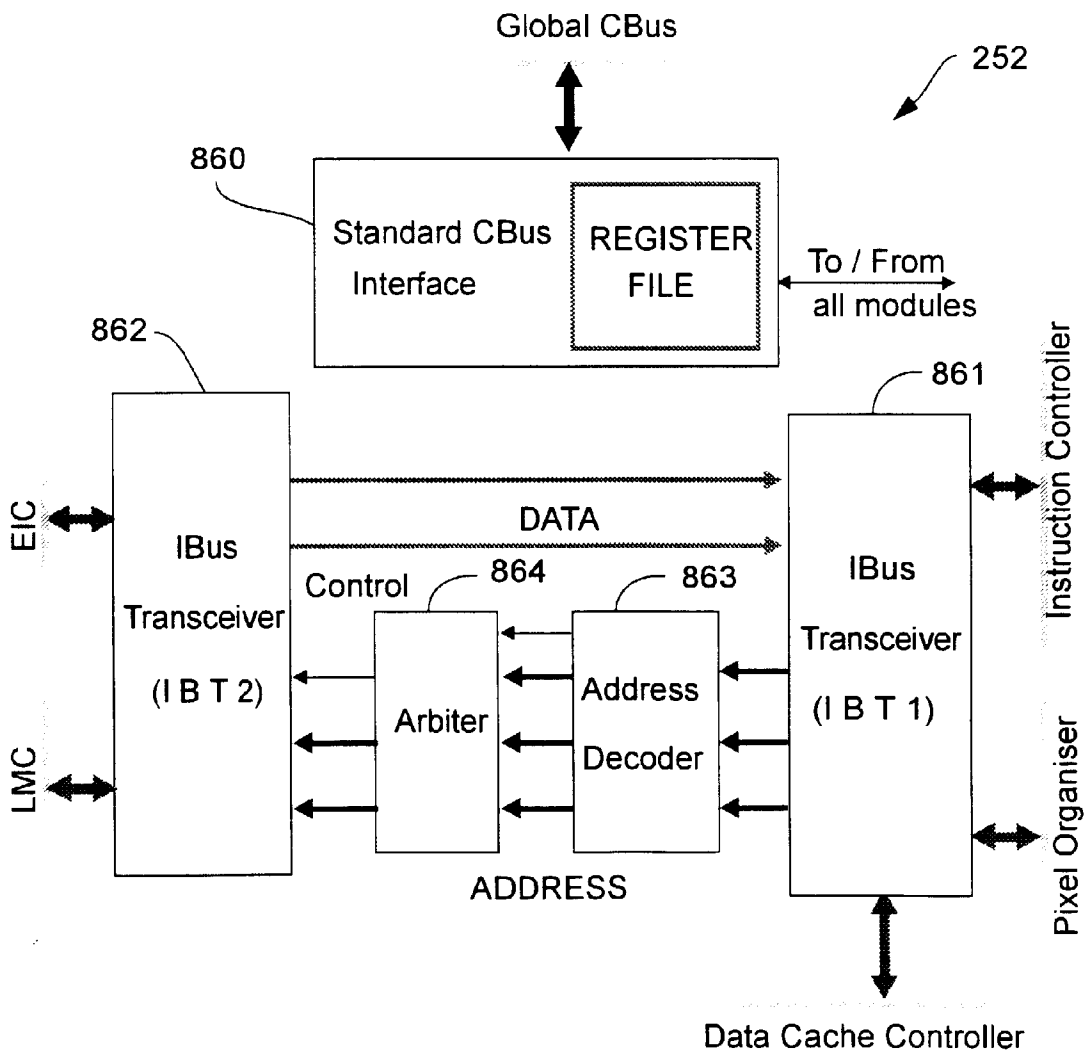 Global CBus
252
860
Standard CBus
Interface
REGISTER
FILE
To / From
all modules
862
861
Instruction Controller
EIC
DATA
IBus
Transceiver
(I B T 2)
Control
864
863
IBus
Transceiver
(I B T 1)
Arbiter
Address
Decoder
LMC
ADDRESS
Pixel Organiser
Data Cache Controller